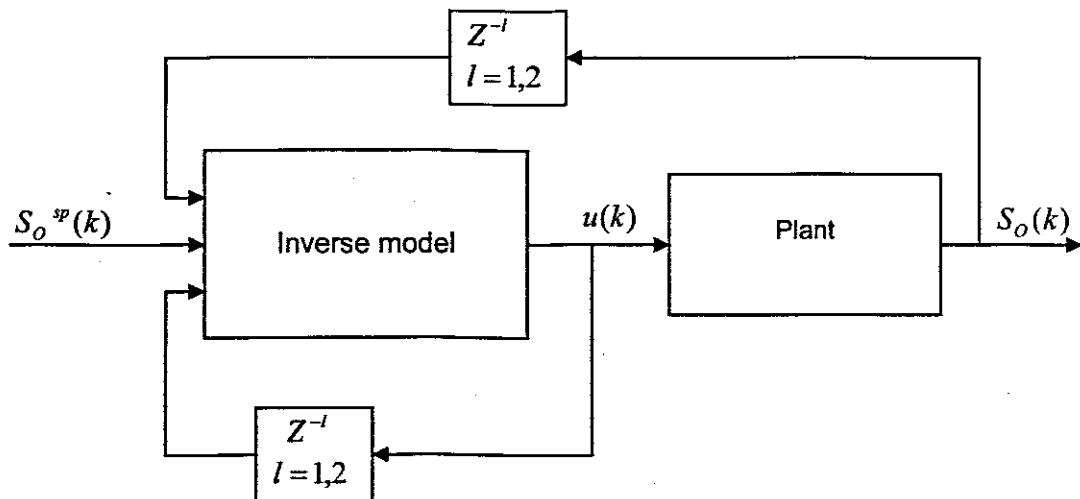 Z⁻ˡ
l = 1,2
S_O^sp(k)
Inverse model
u(k)
Plant
S_O(k)
Z⁻ˡ
l = 1,2